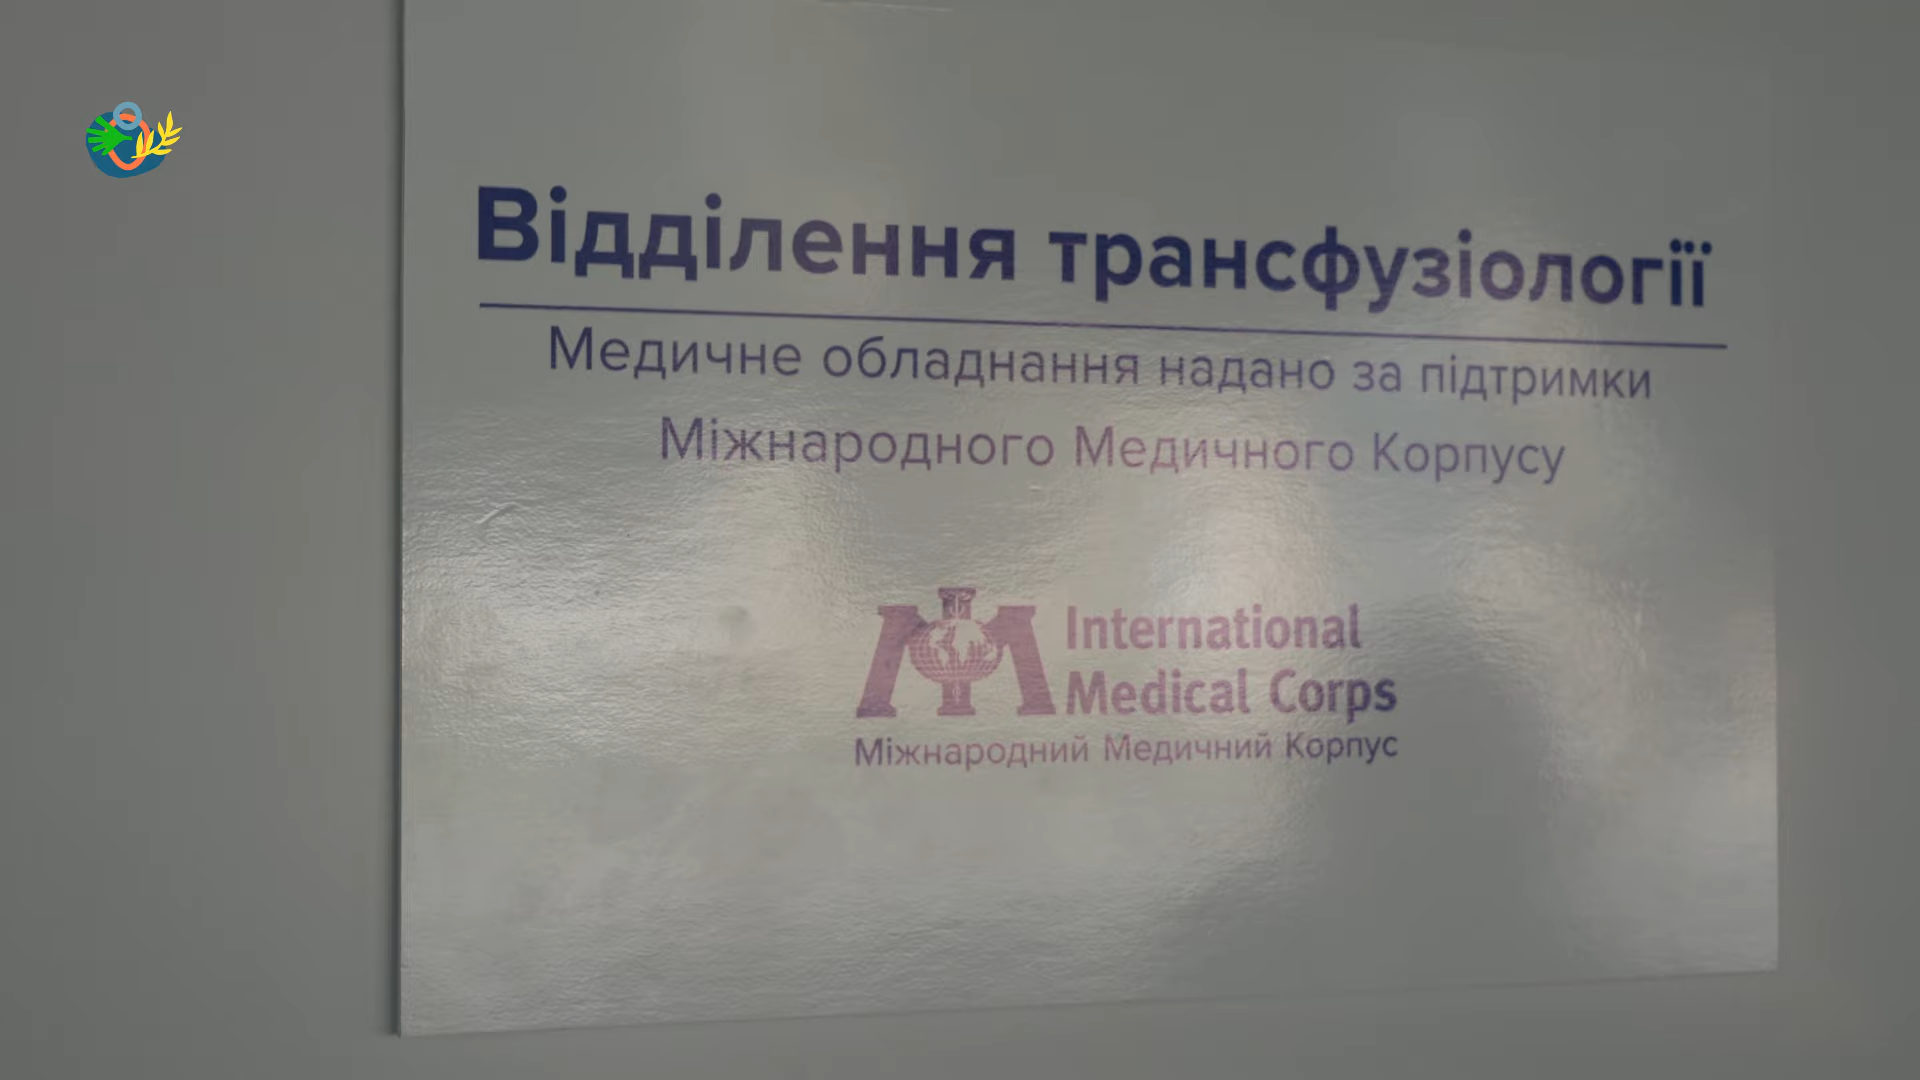 Відділення трансфузіології
Медичне обладнання надано за підтримки
Міжнародного Медичного Корпусу
International
Medical Corps
Міжнародний Медичний Корпус